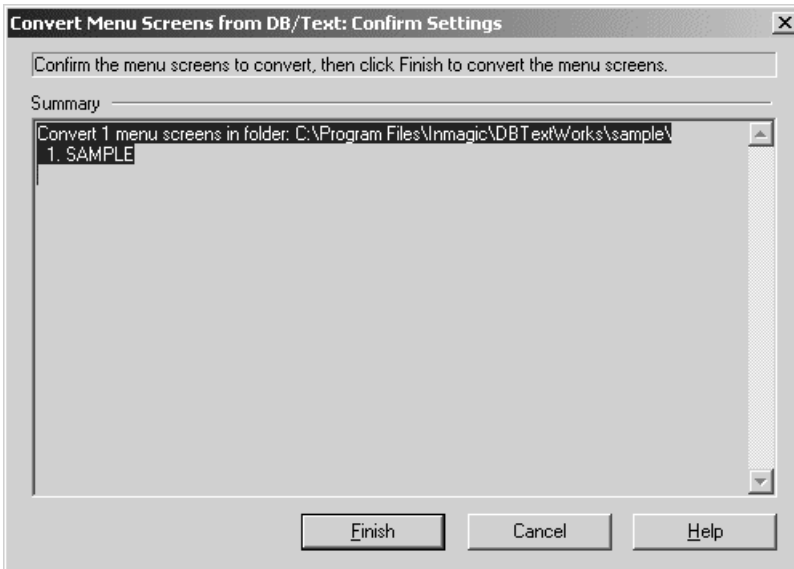 Convert Menu Screens from DB/Text: Confirm Settings
Confirm the menu screens to convert, then click Finish to convert the menu screens.
Summary
Convert 1 menu screens in folder: C:\Program Files\Inmagic\DBTextWorks\sample\
1. SAMPLE
Finish Cancel Help